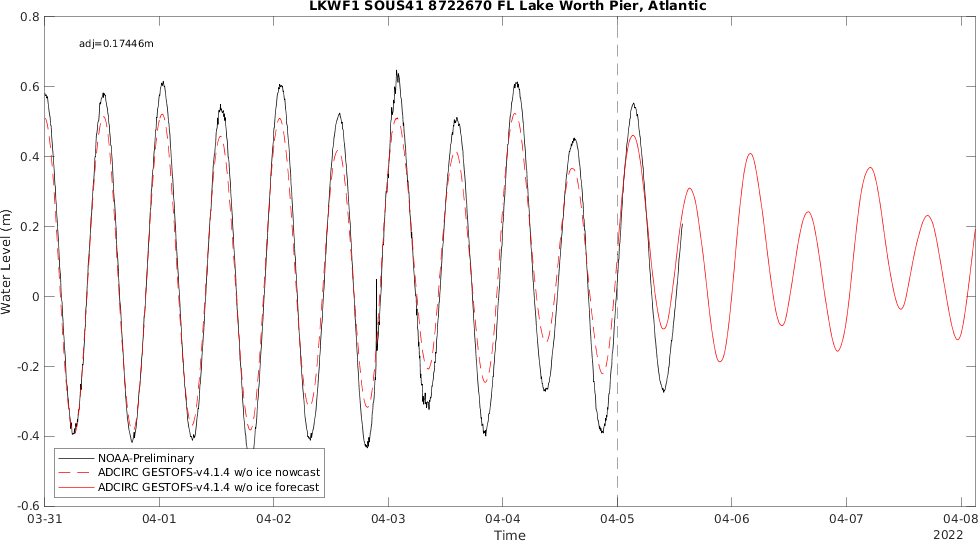 LKWF1 SOUS41 8722670 FL Lake Worth Pier, Atlantic
adj=0.17446m
0.8
0.6
0.4
0.2
0
-0.2
-0.4
-0.6
Water Level (m)
NOAA-Preliminary
ADCIRC GESTOFS-v4.1.4 w/o ice nowcast
ADCIRC GESTOFS-v4.1.4 w/o ice forecast
03-31 04-01 04-02 04-03 04-04 04-05 04-06 04-07 04-08
Time
2022